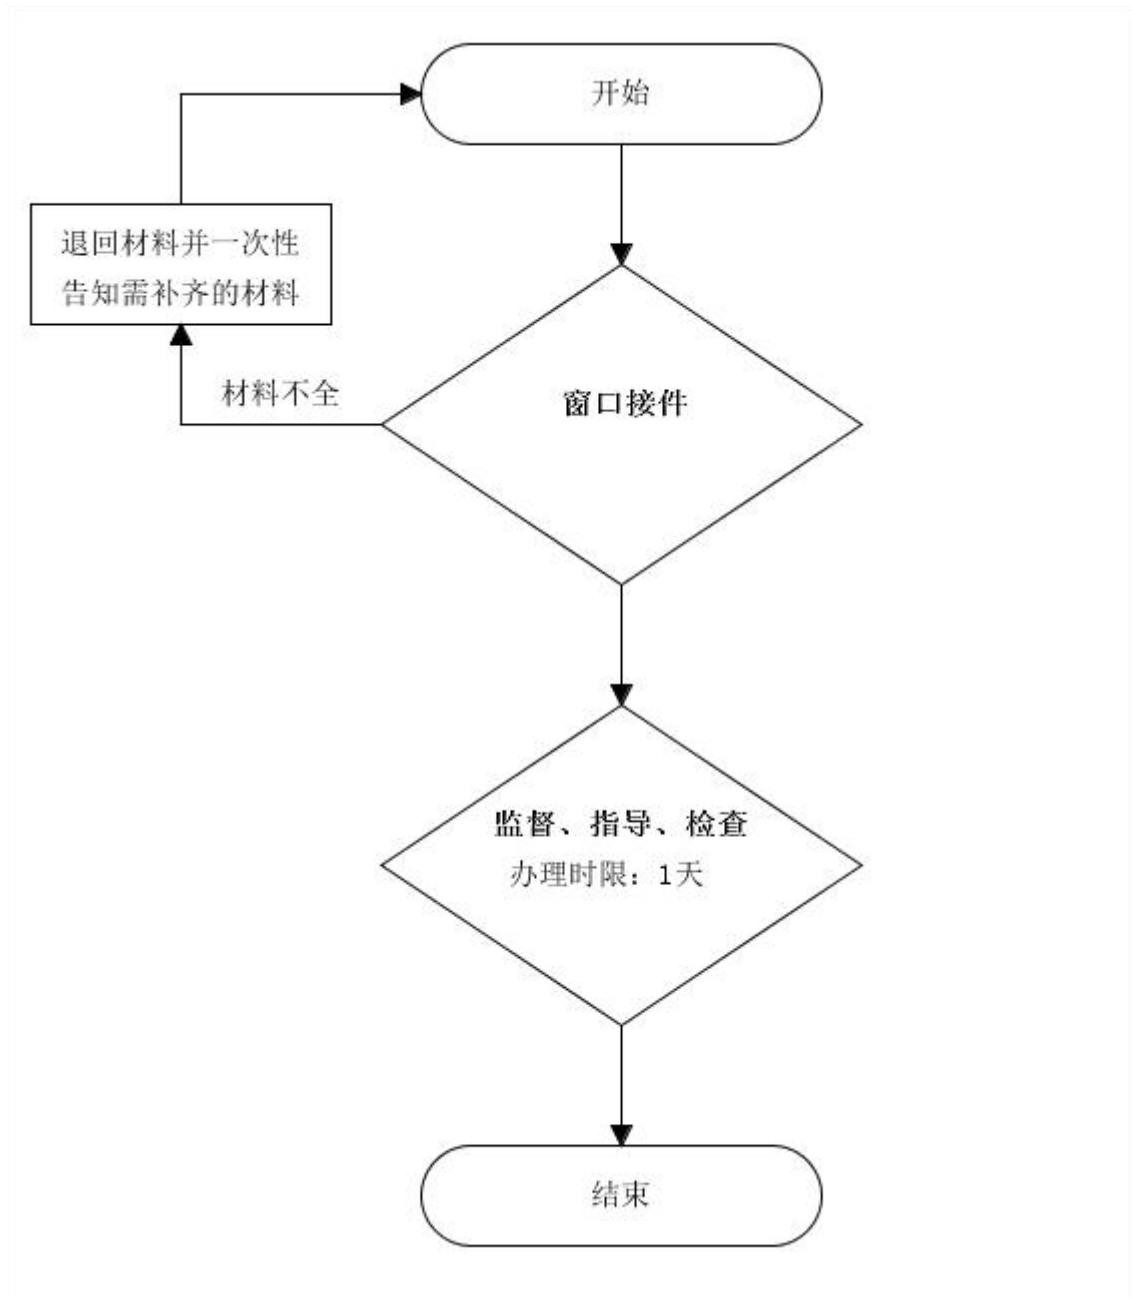 开始
退回材料并一次性
告知需补齐的材料
材料不全
窗口接件
监督、指导、检查
办理时限：1天
结束